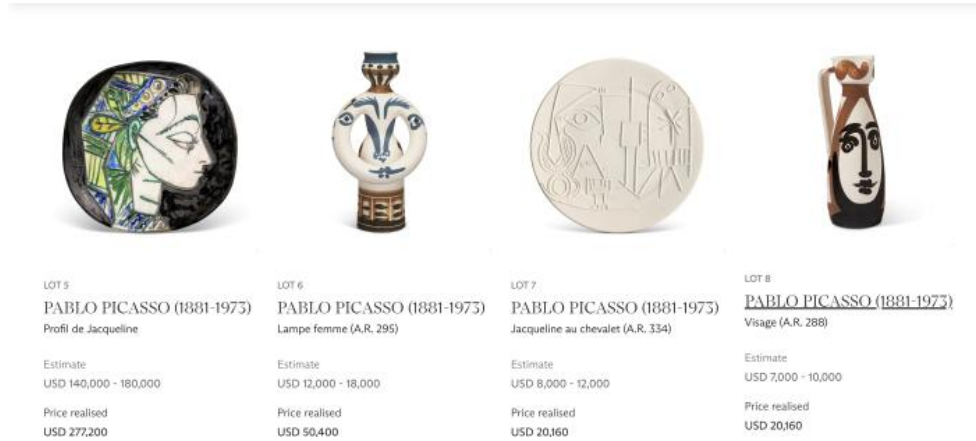 LOT 5
PABLO PICASSO (1881-1973)
Profil de Jacqueline
Estimate
USD 140,000 - 180,000
Price realised
USD 277,200
LOT 6
PABLO PICASSO (1881-1973)
Lampe femme (A.R. 295)
Estimate
USD 12,000 - 18,000
Price realised
USD 50,400
LOT 7
PABLO PICASSO (1881-1973)
Jacqueline au chevalet (A.R. 334)
Estimate
USD 8,000 - 12,000
Price realised
USD 20,160
LOT 8
PABLO PICASSO (1881-1973)
Visage (A.R. 288)
Estimate
USD 7,000 - 10,000
Price realised
USD 20,160